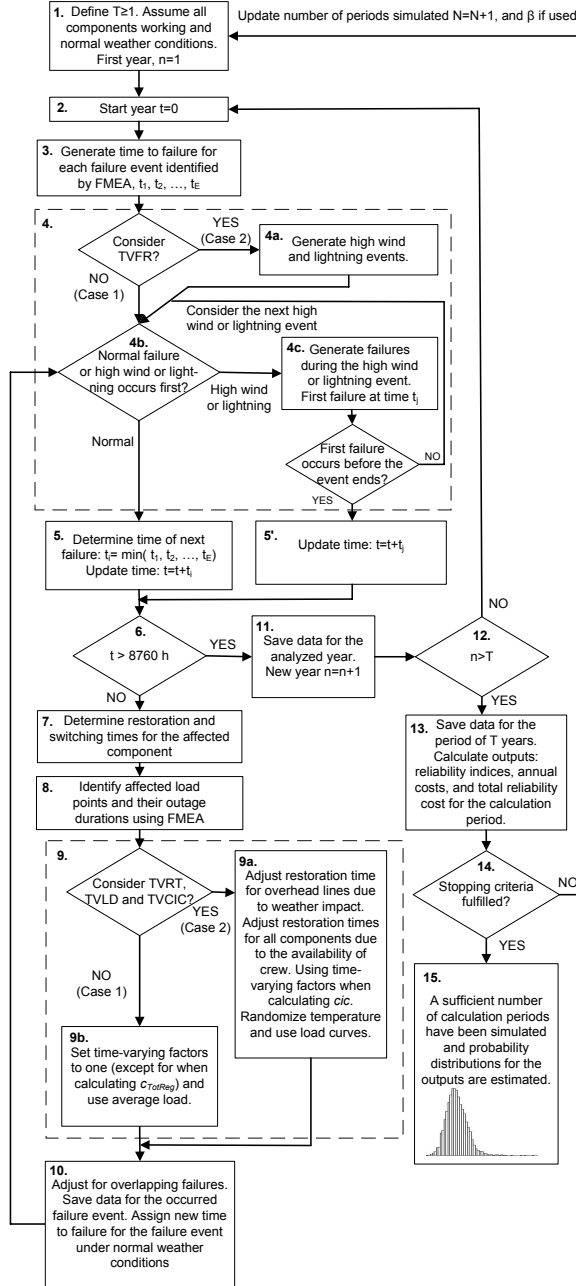 1. Define T≥1. Assume all
components working and
normal weather conditions.
First year, n=1
Update number of periods simulated N=N+1, and β if used
2. Start year t=0
3. Generate time to failure for
each failure event identified
by FMEA, t1, t2, …, tE
4.
Consider
TVFR?
YES
(Case 2)
4a. Generate high wind
and lightning events.
NO
(Case 1)
Consider the next high
wind or lightning event
4b.
Normal failure
or high wind or light-
ning occurs first?
High wind
or lightning
4c. Generate failures
during the high wind
or lightning event.
First failure at time tj
Normal
First failure
occurs before the
event ends?
NO
YES
5. Determine time of next
failure: ti= min( t1, t2, …, tE)
Update time: t=t+ti
5'. Update time: t=t+tj
6.
t > 8760 h
YES
NO
11.
Save data for the
analyzed year.
New year n=n+1
12.
n>T
NO
YES
7. Determine restoration and
switching times for the affected
component
8. Identify affected load
points and their outage
durations using FMEA
13. Save data for the
period of T years.
Calculate outputs:
reliability indices, annual
costs, and total reliability
cost for the calculation
period.
9.
Consider TVRT,
TVLD and TVCIC?
YES
(Case 2)
NO
(Case 1)
9a.
Adjust restoration time
for overhead lines due
to weather impact.
Adjust restoration times
for all components due
to the availability of
crew. Using time-
varying factors when
calculating cic.
Randomize temperature
and use load curves.
9b.
Set time-varying factors
to one (except for when
calculating cTotReg) and
use average load.
14.
Stopping criteria
fulfilled?
NO
YES
15.
A sufficient number
of calculation periods
have been simulated
and probability
distributions for the
outputs are estimated.
10.
Adjust for overlapping failures.
Save data for the occurred
failure event. Assign new time
to failure for the failure event
under normal weather
conditions